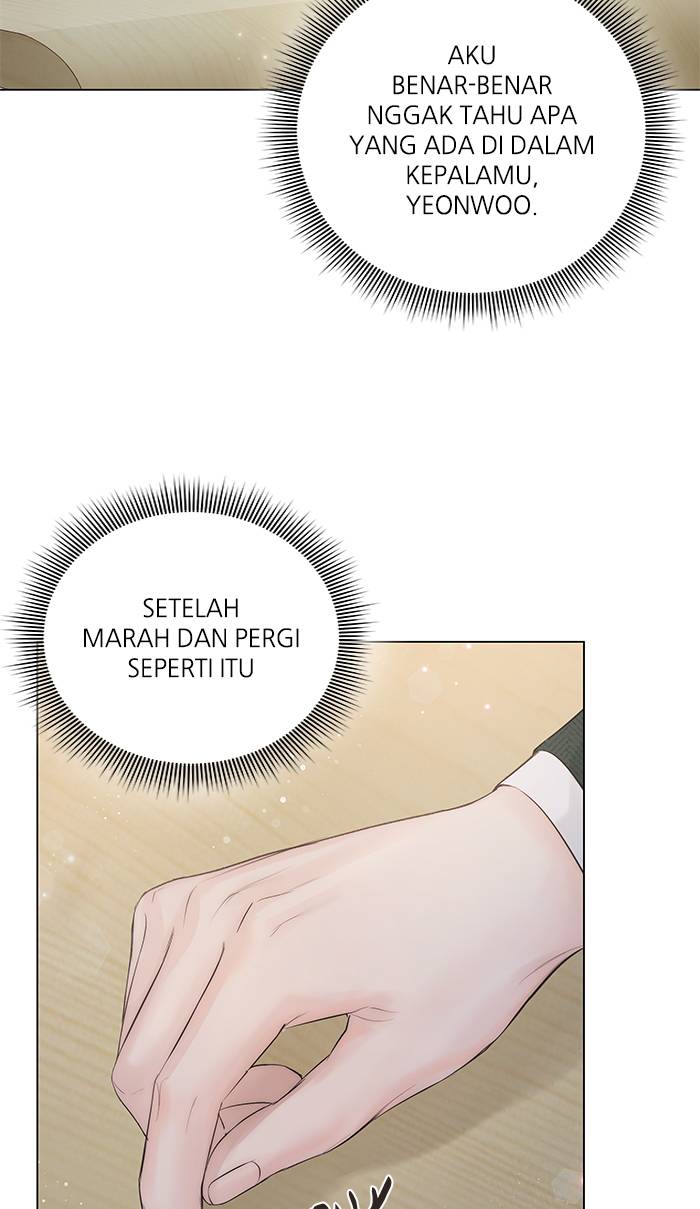 AKU
BENAR-BENAR
NGGAK TAHU APA
YANG ADA DI DALAM
KEPALAMU,
YEONWOO.
SETELAH
MARAH DAN PERGI
SEPERTI ITU